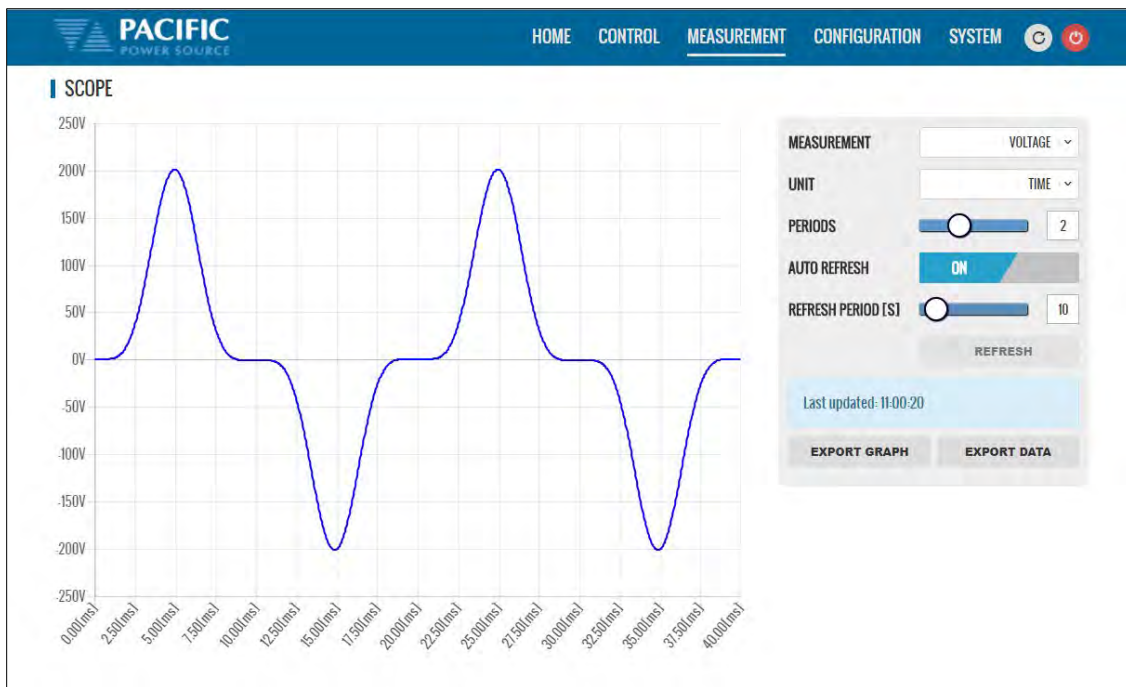 PACIFIC
POWER SOURCE
HOME CONTROL MEASUREMENT CONFIGURATION SYSTEM
SCOPE
250V
200V
150V
100V
50V
0V
-50V
-100V
-150V
-200V
-250V
0.00[ms] 2.50[ms] 5.00[ms] 7.50[ms] 10.00[ms] 12.50[ms] 15.00[ms] 17.50[ms] 20.00[ms] 22.50[ms] 25.00[ms] 27.50[ms] 30.00[ms] 32.50[ms] 35.00[ms] 37.50[ms] 40.00[ms]
MEASUREMENT VOLTAGE
UNIT TIME
PERIODS 2
AUTO REFRESH ON
REFRESH PERIOD [S] 10
REFRESH
Last updated: 11:00:20
EXPORT GRAPH EXPORT DATA